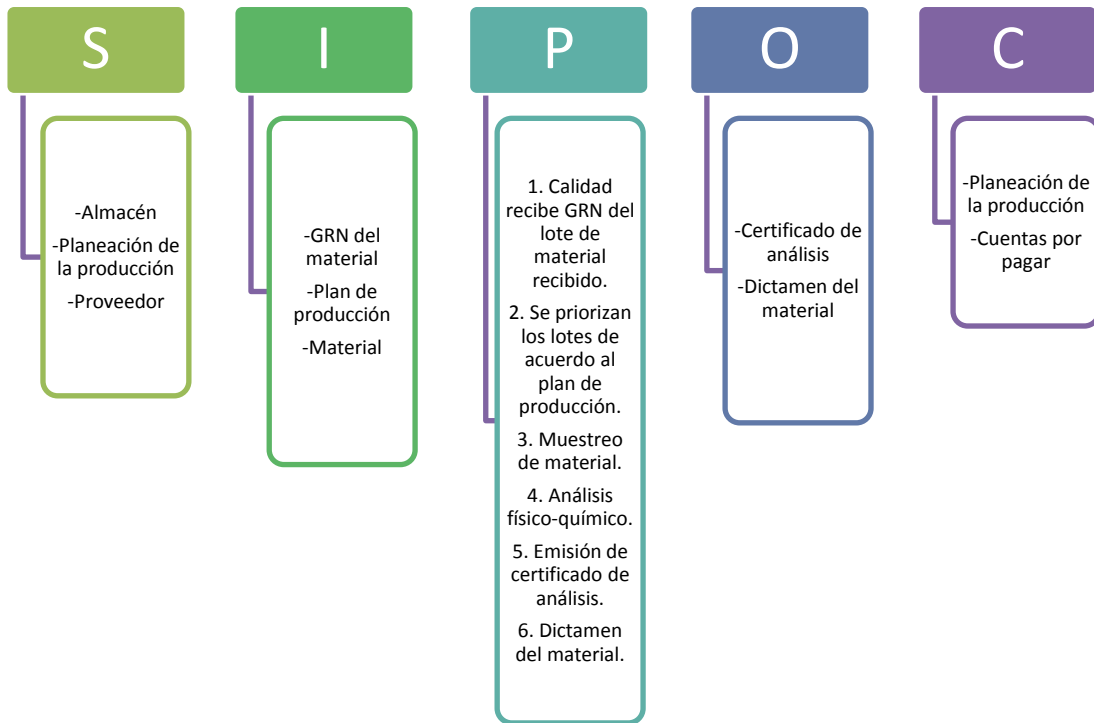 S
I
P
O
C
-Almacén
-Planeación de
la producción
-Proveedor
-GRN del
material
-Plan de
producción
-Material
1. Calidad
recibe GRN del
lote de
material
recibido.
2. Se priorizan
los lotes de
acuerdo al
plan de
producción.
3. Muestreo
de material.
4. Análisis
físico-químico.
5. Emisión de
certificado de
análisis.
6. Dictamen
del material.
-Certificado de
análisis
-Dictamen del
material
-Planeación de
la producción
-Cuentas por
pagar